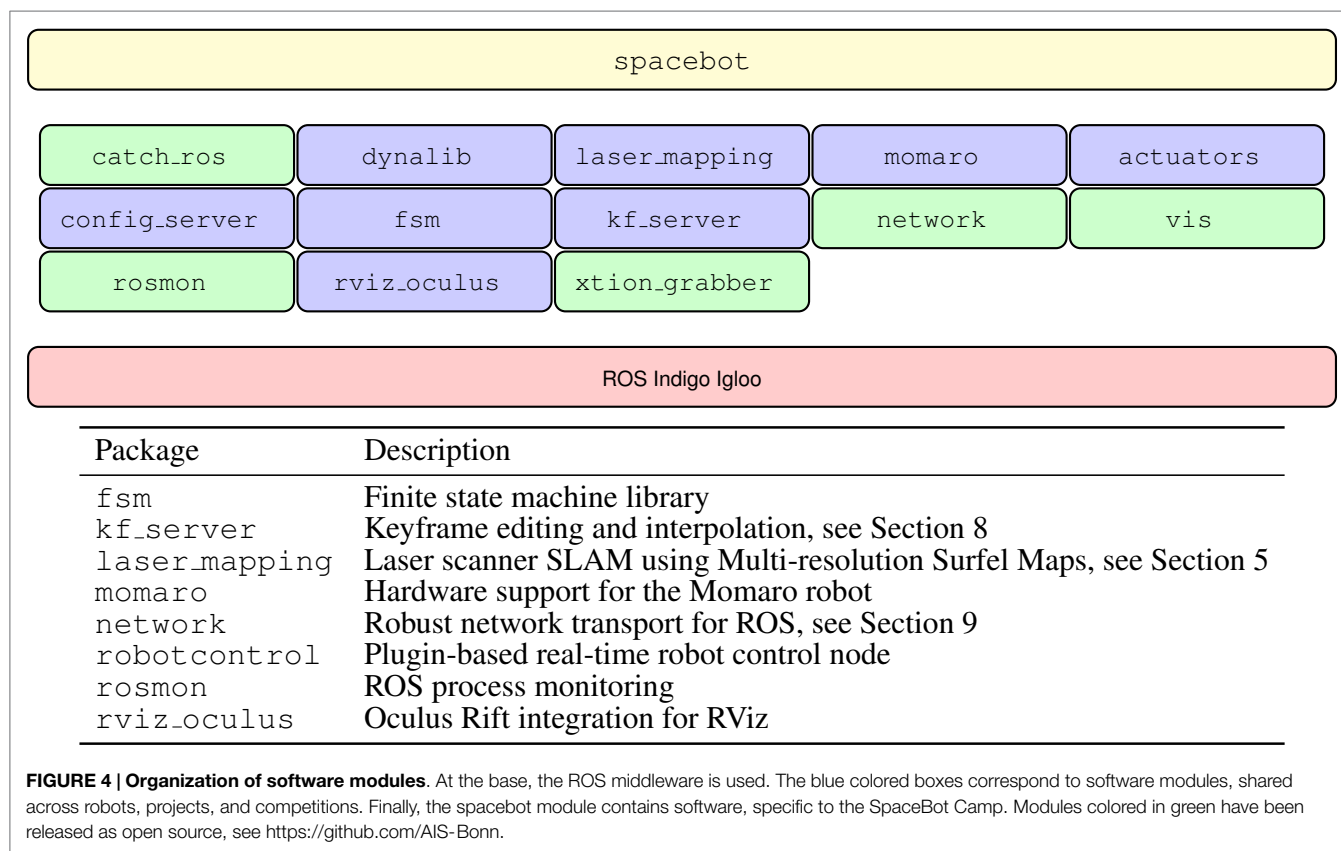 spacebot
catch_ros dynalib laser_mapping momaro actuators
config_server fsm kf_server network vis
rosmon rviz_oculus xtion_grabber
ROS Indigo Igloo
Package Description
fsm Finite state machine library
kf_server Keyframe editing and interpolation, see Section 8
laser_mapping Laser scanner SLAM using Multi-resolution Surfel Maps, see Section 5
momaro Hardware support for the Momaro robot
network Robust network transport for ROS, see Section 9
robotcontrol Plugin-based real-time robot control node
rosmon ROS process monitoring
rviz_oculus Oculus Rift integration for RViz
FIGURE 4 | Organization of software modules. At the base, the ROS middleware is used. The blue colored boxes correspond to software modules, shared
across robots, projects, and competitions. Finally, the spacebot module contains software, specific to the SpaceBot Camp. Modules colored in green have been
released as open source, see https://github.com/AIS-Bonn.